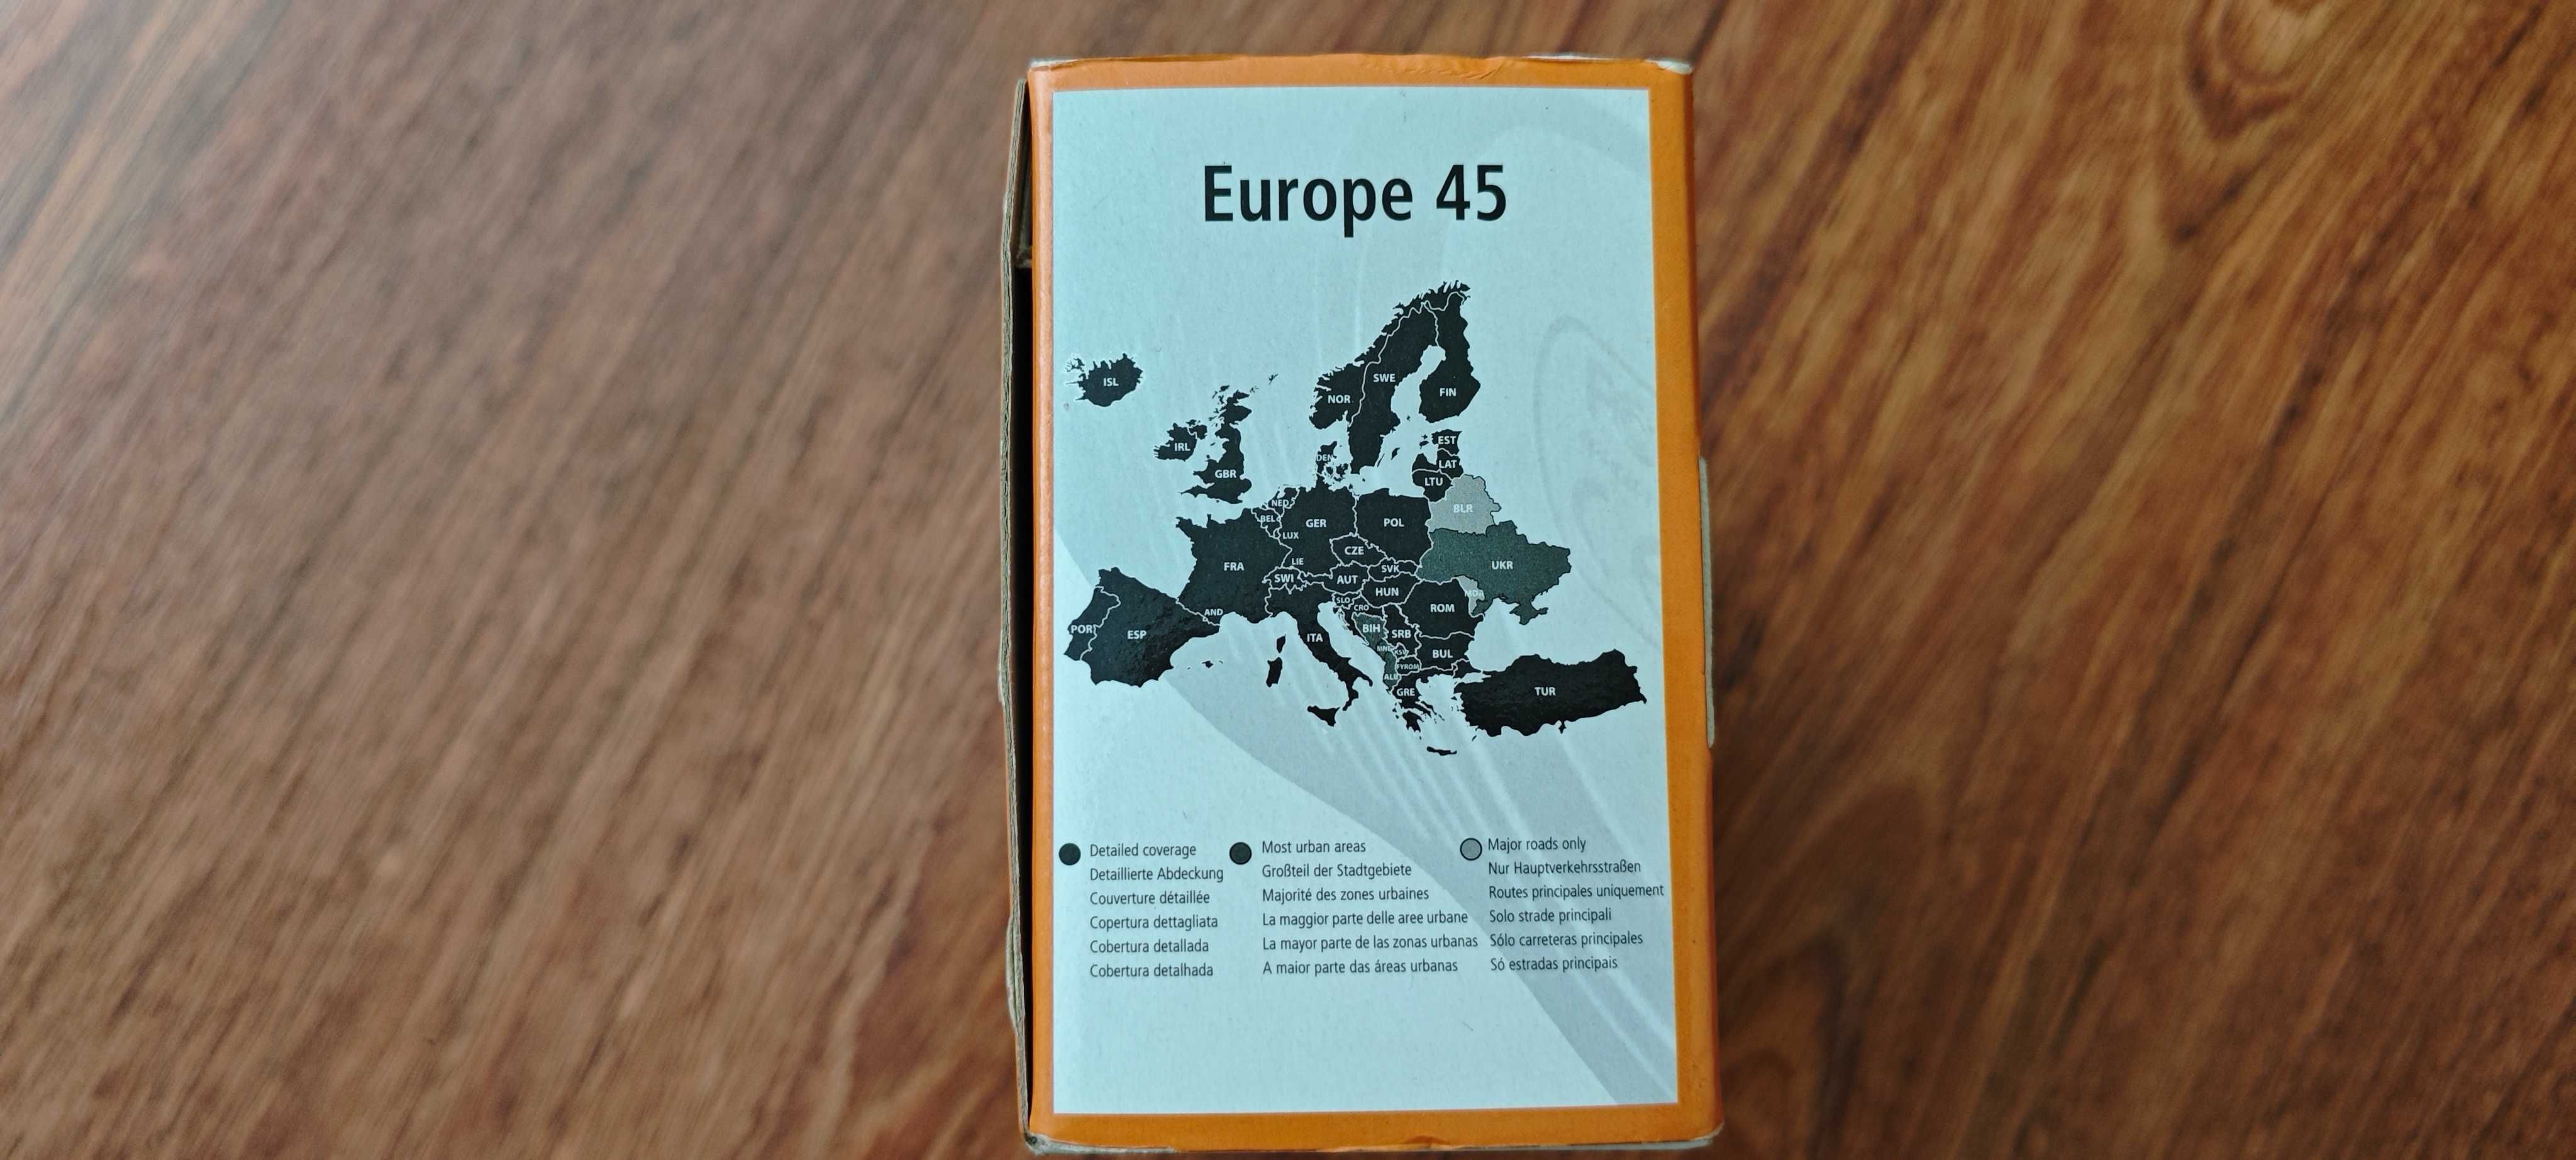 Europe 45
ISL
SWE
FIN
NOR
EST
IRL
DEN
LAT
GBR
LTU
NED
BLR
BEL
GER
POL
LUX
CZE
FRA
LIE
SVK
UKR
SWI
AUT
HUN
SLO
CRO
ROM
AND
POR
ESP
ITA
BIH
SRB
BUL
FYROM
ALB
GRE
TUR
Detailed coverage
Detaillierte Abdeckung
Couverture détaillée
Copertura dettagliata
Cobertura detallada
Cobertura detalhada
Most urban areas
Großteil der Stadtgebiete
Majorité des zones urbaines
La maggior parte delle aree urbane
La mayor parte de las zonas urbanas
A maior parte das áreas urbanas
Major roads only
Nur Hauptverkehrsstraßen
Routes principales uniquement
Solo strade principali
Sólo carreteras principales
Só estradas principais